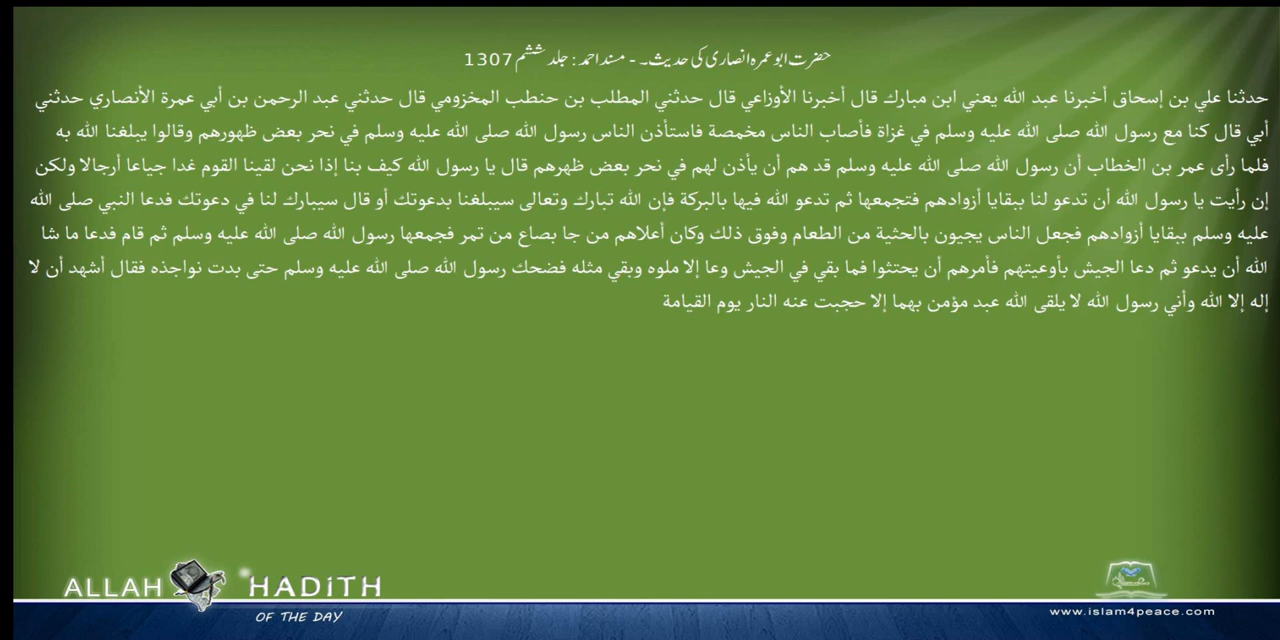 حضرت ابوعمرہ انصاری کی حدیث۔ - مسند احمد: جلد ششم 1307
حدثنا علي بن إسحاق أخبرنا عبد الله يعني ابن مبارك قال أخبرنا الأوزاعي قال حدثني المطلب بن حنطب المخزومي قال حدثني عبد الرحمن بن أبي عمرة الأنصاري حدثني
أبي قال كنا مع رسول الله صلى الله عليه وسلم في غزاة فأصاب الناس مخمصة فاستأذن الناس رسول الله صلى الله عليه وسلم في نحر بعض ظهورهم وقالوا يبلغنا الله به
فلما رأى عمر بن الخطاب أن رسول الله صلى الله عليه وسلم قد هم أن يأذن لهم في نحر بعض ظهرهم قال يا رسول الله كيف بنا إذا نحن لقينا القوم غدا جياعا أرجالا ولكن
إن رأيت يا رسول الله أن تدعو لنا ببقايا أزوادهم فتجمعها ثم تدعو الله فيها بالبركة فإن الله تبارك وتعالى سيبلغنا بدعوتك أو قال سيبارك لنا في دعوتك فدعا النبي صلى الله
عليه وسلم ببقايا أزوادهم فجعل الناس يجيون بالحثية من الطعام وفوق ذلك وكان أعلاهم من جا بصاع من تمر فجمعها رسول الله صلى الله عليه وسلم ثم قام فدعا ما شا
الله أن يدعو ثم دعا الجيش بأوعيتهم فأمرهم أن يحتثوا فما بقي في الجيش وعا إلا ملوه وبقي مثله فضحك رسول الله صلى الله عليه وسلم حتى بدت نواجذه فقال أشهد أن لا
إله إلا الله وأني رسول الله لا يلقى الله عبد مؤمن بهما إلا حجبت عنه النار يوم القيامة
ALLAH HADITH
OF THE DAY
www.islam4peace.com